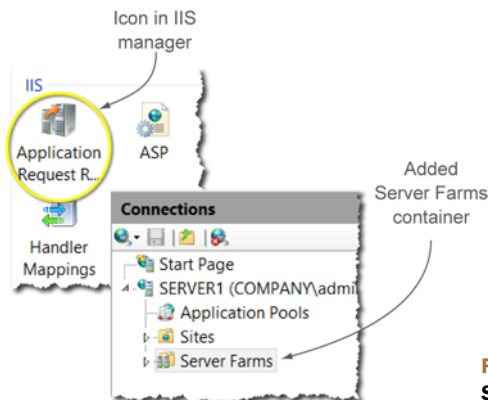 Icon in IIS
manager
IIS
Application
Request R...
ASP
Handler
Mappings
Added
Server Farms
container
Connections
Start Page
SERVER1 (COMPANY\admi
Application Pools
Sites
Server Farms
F
S